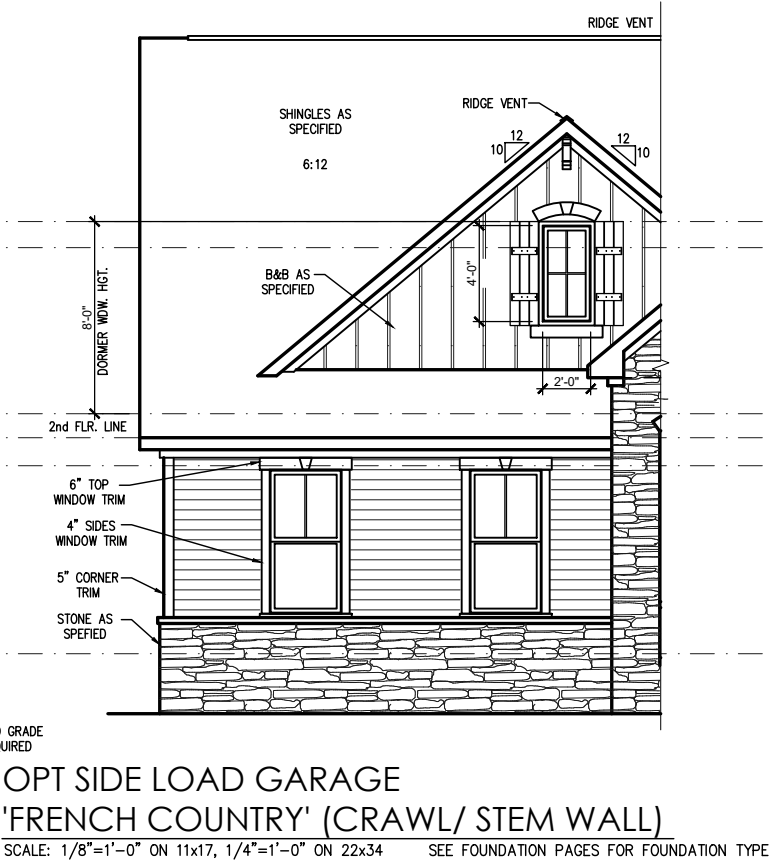 RIDGE VENT
RIDGE VENT
SHINGLES AS
SPECIFIED
6:12
12
10
12
10
B&B AS
SPECIFIED
4'-0"
8'-0"
DORMER WDW. HGT.
2'-0"
2nd FLR. LINE
6" TOP
WINDOW TRIM
4" SIDES
WINDOW TRIM
5" CORNER
TRIM
STONE AS
SPEFIED
GRADE
OPT SIDE LOAD GARAGE
'FRENCH COUNTRY' (CRAWL/ STEM WALL)
SCALE: 1/8"=1'-0" ON 11x17, 1/4"=1'-0" ON 22x34
SEE FOUNDATION PAGES FOR FOUNDATION TYPE